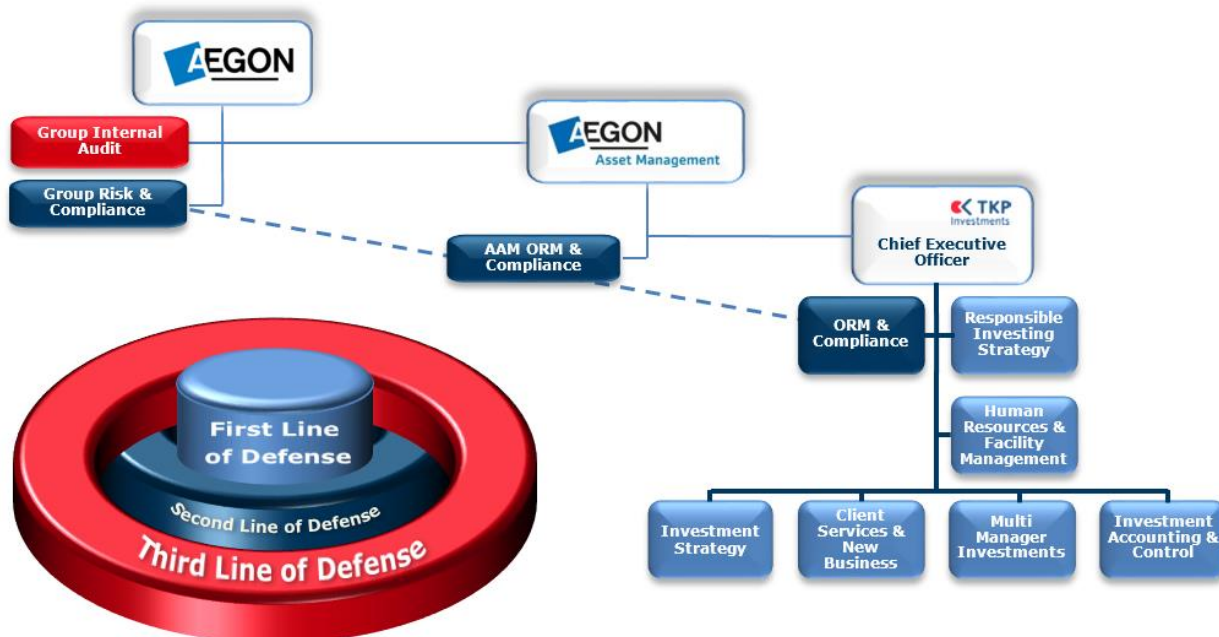 AEGON
Group Internal
Audit
Group Risk &
Compliance
AEGON
Asset Management
AAM ORM &
Compliance
TKP
Investments
Chief Executive
Officer
ORM &
Compliance
Responsible
Investing
Strategy
Human
Resources &
Facility
Management
Investment
Strategy
Client
Services &
New
Business
Multi
Manager
Investments
Investment
Accounting &
Control
First Line
of Defense
Second Line of Defense
Third Line of Defense